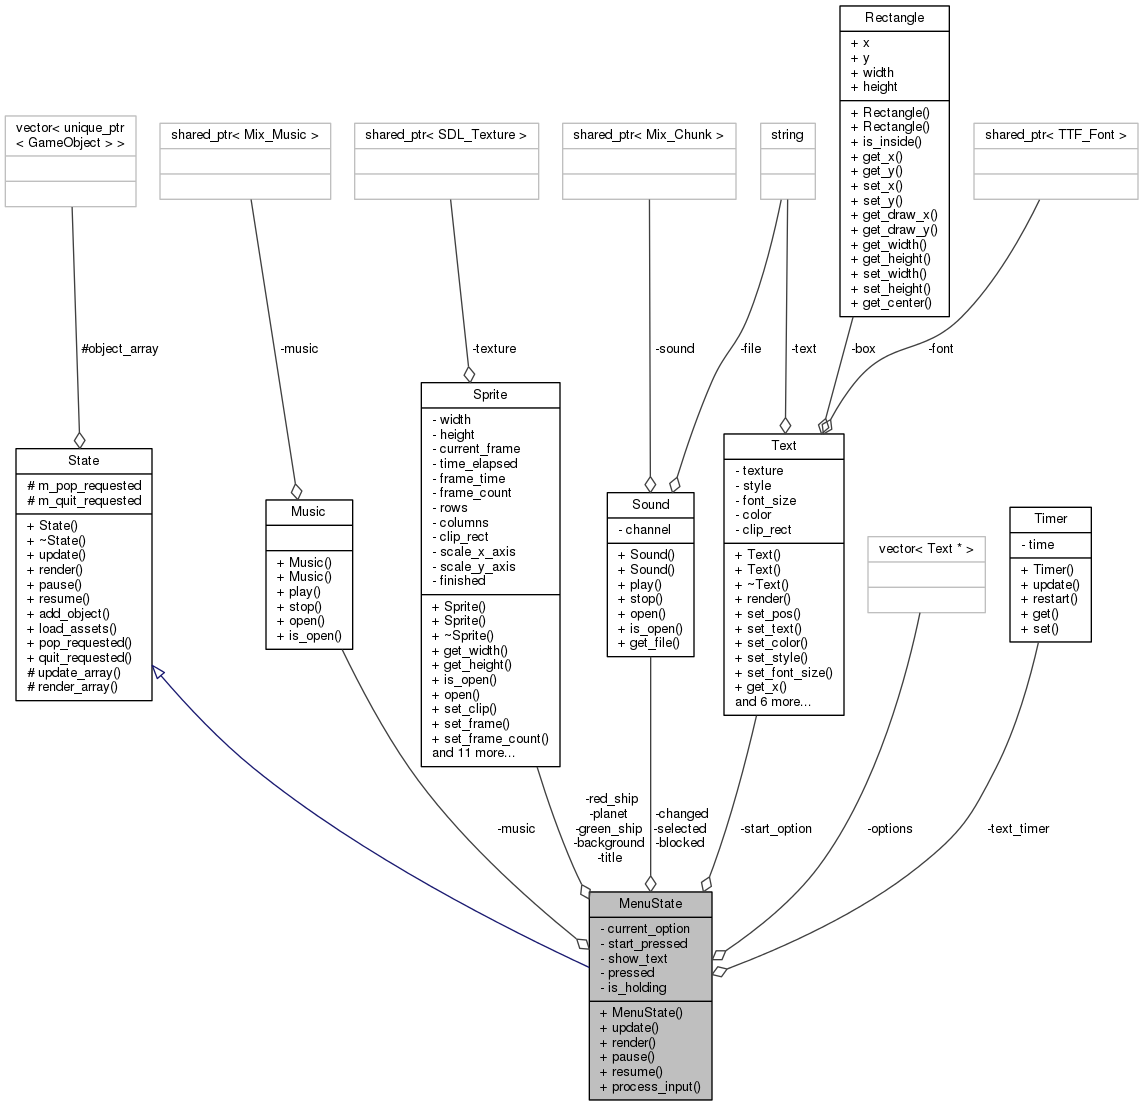 Rectangle
+ x
+ y
+ width
+ height
+ Rectangle()
+ Rectangle()
+ is_inside()
+ get_x()
+ get_y()
+ set_x()
+ set_y()
+ get_draw_x()
+ get_draw_y()
+ get_width()
+ get_height()
+ set_width()
+ set_height()
+ get_center()
vector< unique_ptr
< GameObject > >
shared_ptr< Mix_Music >
shared_ptr< SDL_Texture >
shared_ptr< Mix_Chunk >
string
shared_ptr< TTF_Font >
#object_array
-music
-texture
-sound
-file
-text
-box
-font
State
# m_pop_requested
# m_quit_requested
+ State()
+ ~State()
+ update()
+ render()
+ pause()
+ resume()
+ add_object()
+ load_assets()
+ pop_requested()
+ quit_requested()
# update_array()
# render_array()
Music
+ Music()
+ Music()
+ play()
+ stop()
+ open()
+ is_open()
Sprite
- width
- height
- current_frame
- time_elapsed
- frame_time
- frame_count
- rows
- columns
- clip_rect
- scale_x_axis
- scale_y_axis
- finished
+ Sprite()
+ Sprite()
+ ~Sprite()
+ get_width()
+ get_height()
+ is_open()
+ open()
+ set_clip()
+ set_frame()
+ set_frame_count()
and 11 more...
Sound
- channel
+ Sound()
+ Sound()
+ play()
+ stop()
+ open()
+ is_open()
+ get_file()
Text
- texture
- style
- font_size
- color
- clip_rect
+ Text()
+ Text()
+ ~Text()
+ render()
+ set_pos()
+ set_text()
+ set_color()
+ set_style()
+ set_font_size()
+ get_x()
and 6 more...
vector< Text * >
Timer
- time
+ Timer()
+ update()
+ restart()
+ get()
+ set()
-music
-red_ship
-planet
-green_ship
-background
-title
-changed
-selected
-blocked
-start_option
-options
-text_timer
MenuState
- current_option
- start_pressed
- show_text
- pressed
- is_holding
+ MenuState()
+ update()
+ render()
+ pause()
+ resume()
+ process_input()